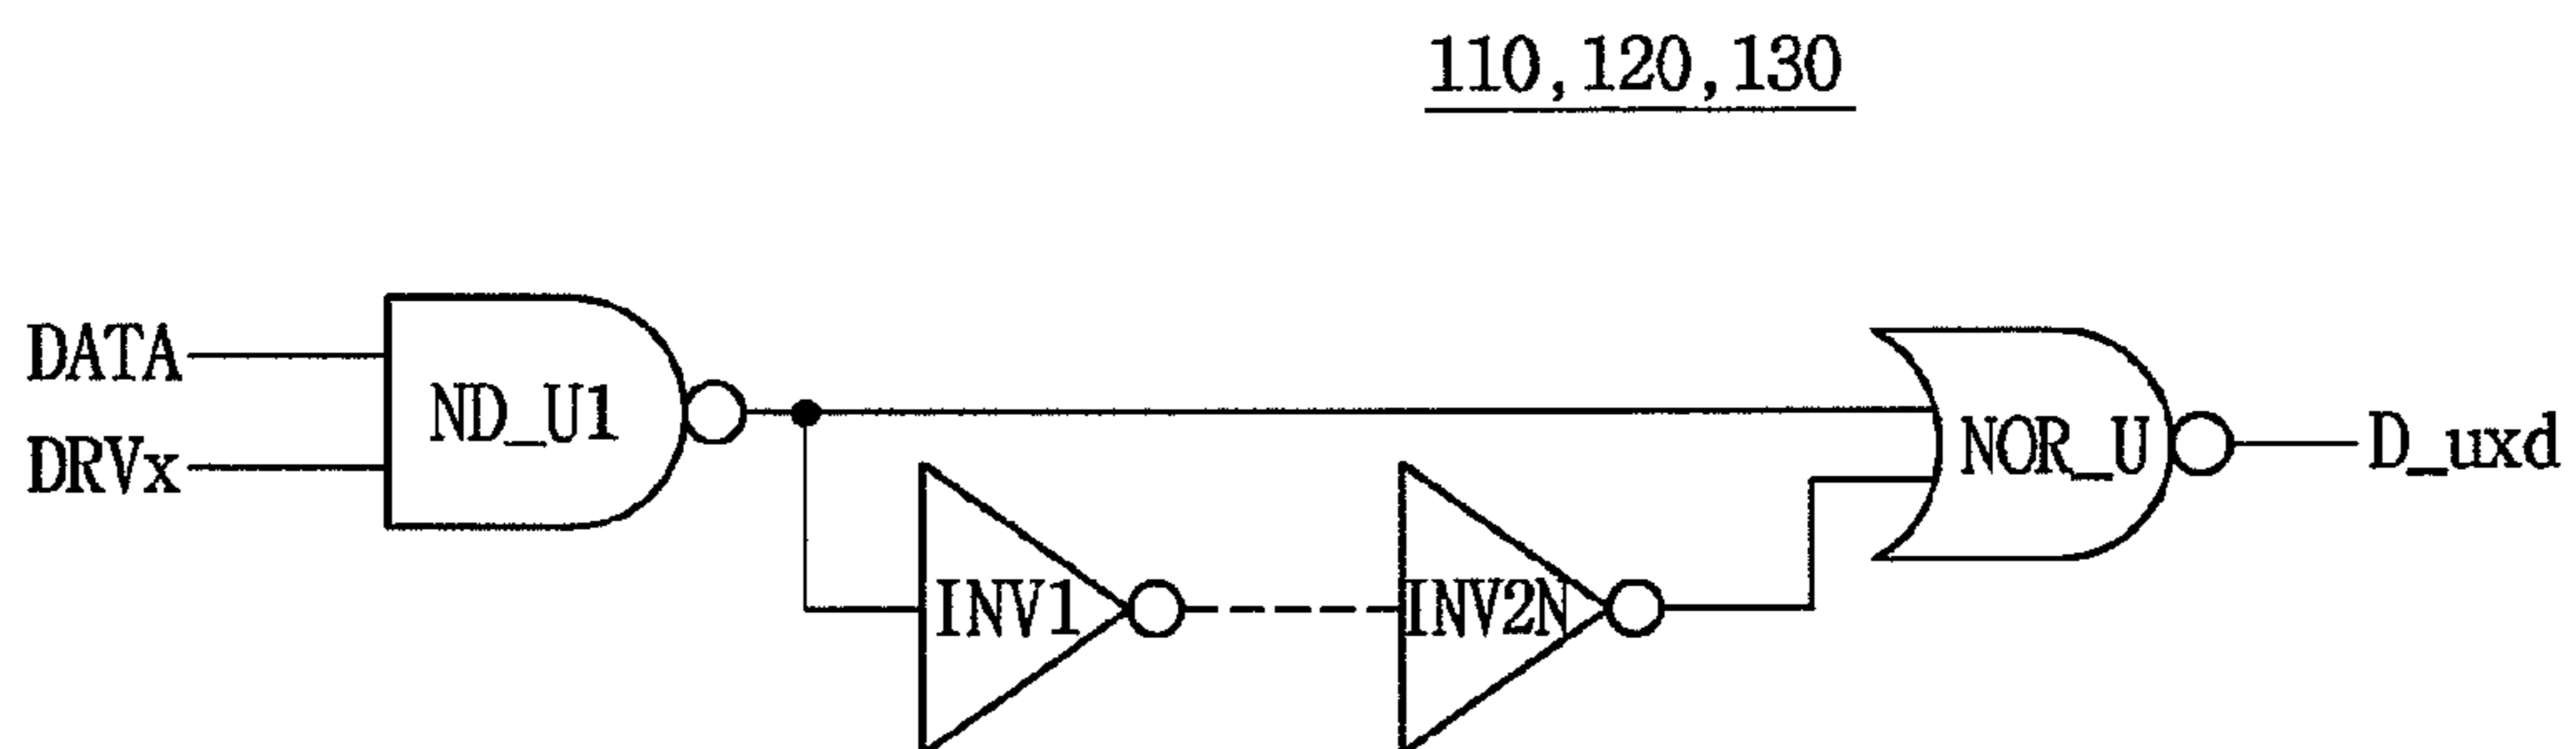 110,120,130
DATA
DRVx
ND_U1
INV1
INV2N
NOR_U
D_uxd